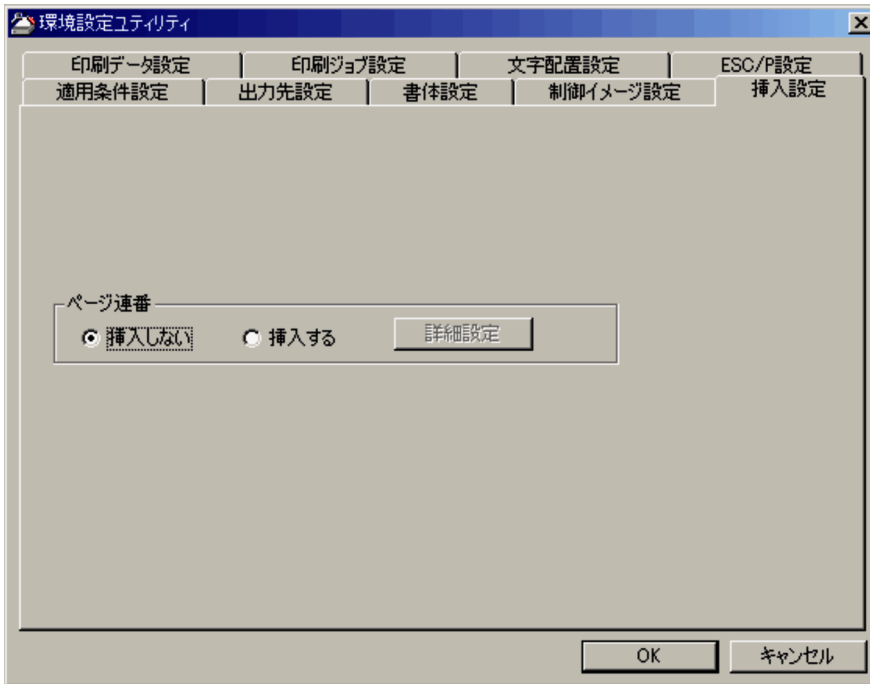 環境設定ユティリティ
印刷データ設定 印刷ジョブ設定 文字配置設定 ESC/P設定
適用条件設定 出力先設定 書体設定 制御イメージ設定 挿入設定
ページ連番
挿入しない 挿入する 詳細設定
OK キャンセル